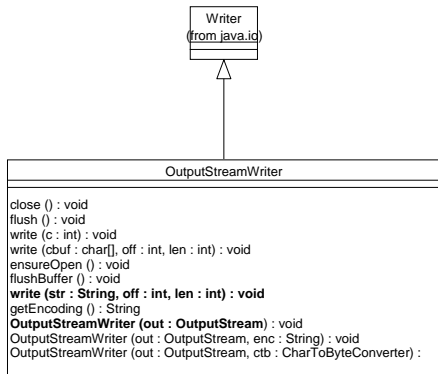 Writer
(from java.io)
OutputStreamWriter
close () : void
flush () : void
write (c : int) : void
write (cbuf : char[], off : int, len : int) : void
ensureOpen () : void
flushBuffer () : void
write (str : String, off : int, len : int) : void
getEncoding () : String
OutputStreamWriter (out : OutputStream) : void
OutputStreamWriter (out : OutputStream, enc : String) : void
OutputStreamWriter (out : OutputStream, ctb : CharToByteConverter) :